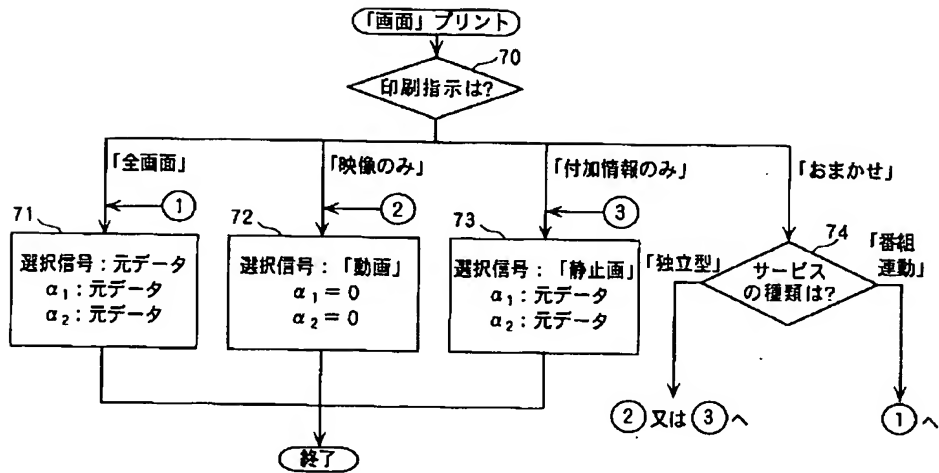 「画面」プリント
70
印刷指示は?
「全画面」
「映像のみ」
「付加情報のみ」
「おまかせ」
①
②
③
71
選択信号:元データ
α₁:元データ
α₂:元データ
72
選択信号:「動画」
α₁=0
α₂=0
73
選択信号:「静止画」
α₁:元データ
α₂:元データ
74
サービス
の種類は?
「独立型」
「番組
運動」
②又は③へ
①へ
終了